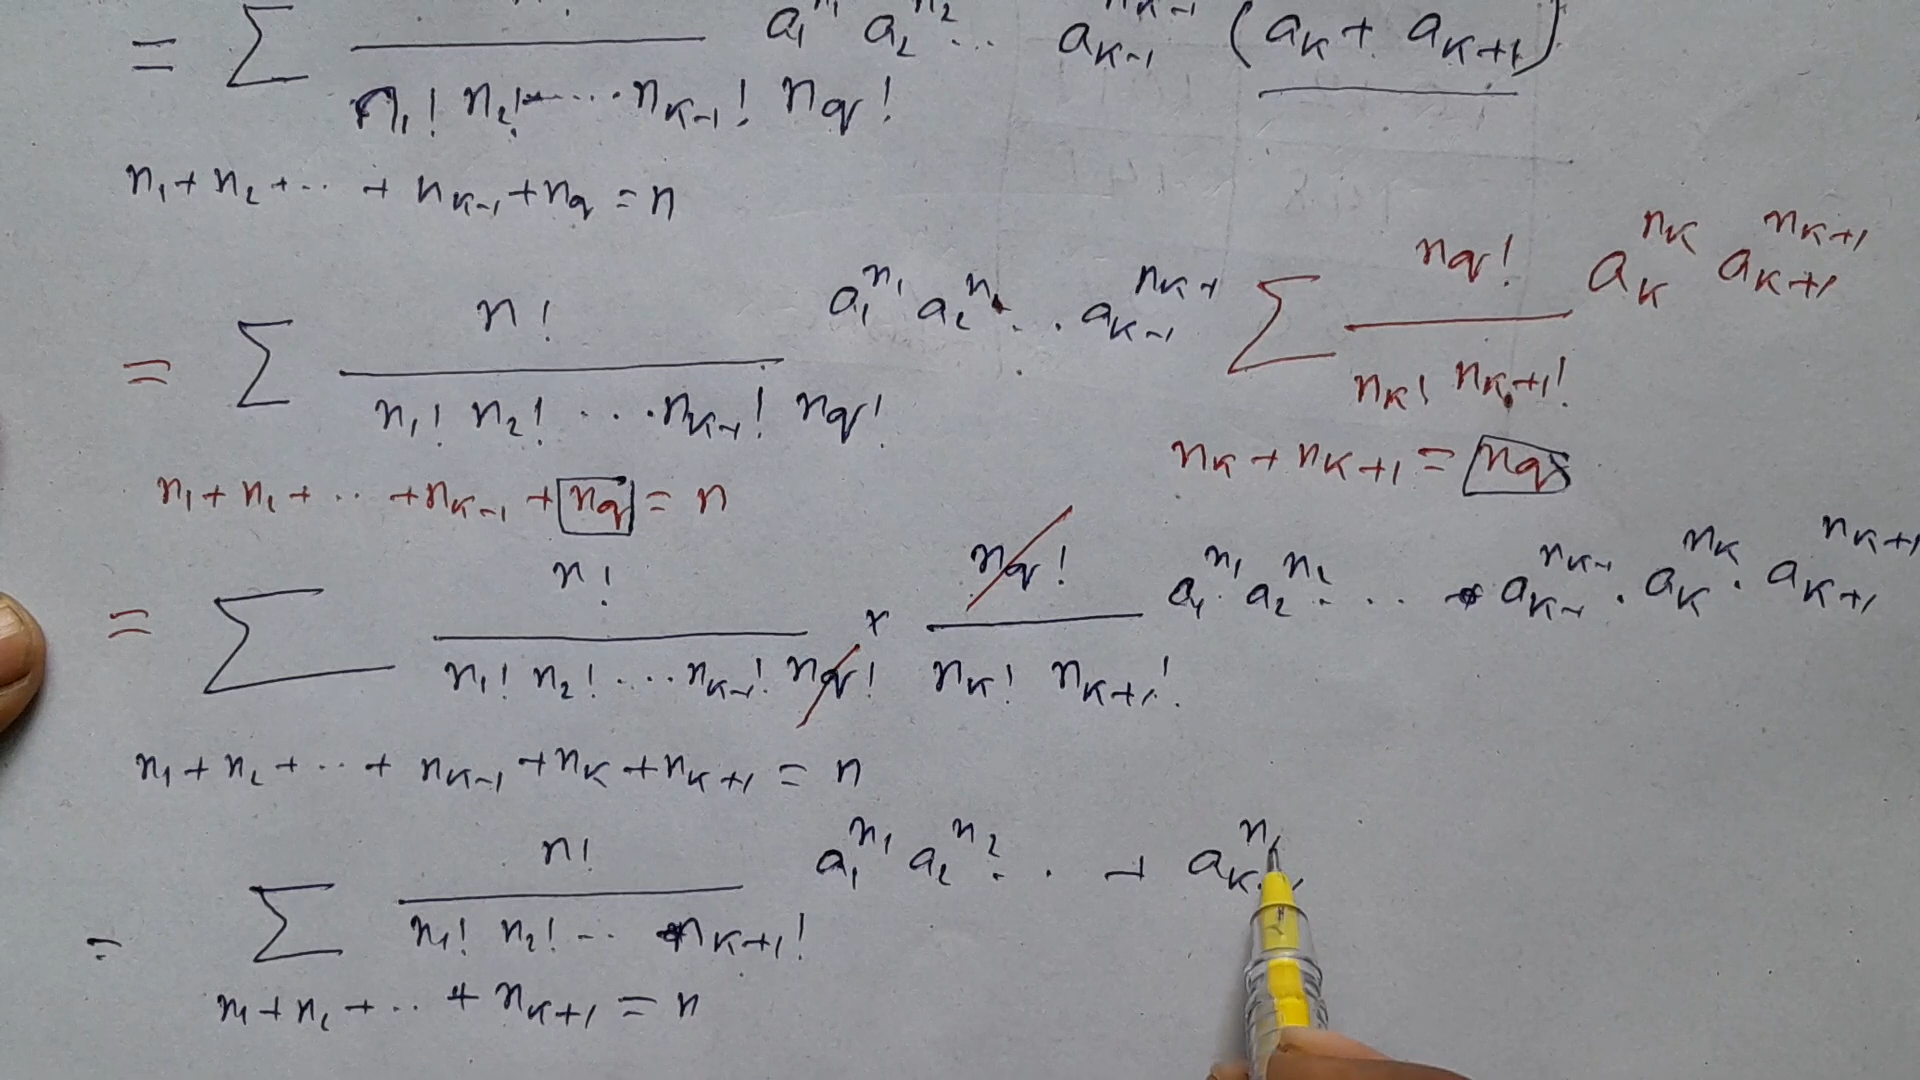 = Σ ——— a₁^n₁ a₂^n₂ ... a_{k-1}^{n_{k-1}} (a_k + a_{k+1})
n₁! n₂! .... n_{k-1}! n_q!
n₁ + n₂ + .. + n_{k-1} + n_q = n
= Σ n! / (n₁! n₂! .... n_{k-1}! n_q!) a₁^{n₁} a₂^{n₂} ... a_{k-1}^{n_{k-1}} Σ n_q! / (n_k! n_{k+1}!) a_k^{n_k} a_{k+1}^{n_{k+1}}
n₁ + n₂ + .. + n_{k-1} + n_q = n n_k + n_{k+1} = n_q
= Σ n! / (n₁! n₂! .... n_{k-1}! n_q!) × n_q! / (n_k! n_{k+1}!) a₁^{n₁} . a₂^{n₂} ... a_{k-1}^{n_{k-1}} . a_k^{n_k} . a_{k+1}^{n_{k+1}}
n₁ + n₂ + .. + n_{k-1} + n_k + n_{k+1} = n
= Σ n! / (n₁! n₂! .. n_{k+1}!) a₁^{n₁} a₂^{n₂} . . + a_k
n₁ + n₂ + .. + n_{k+1} = n